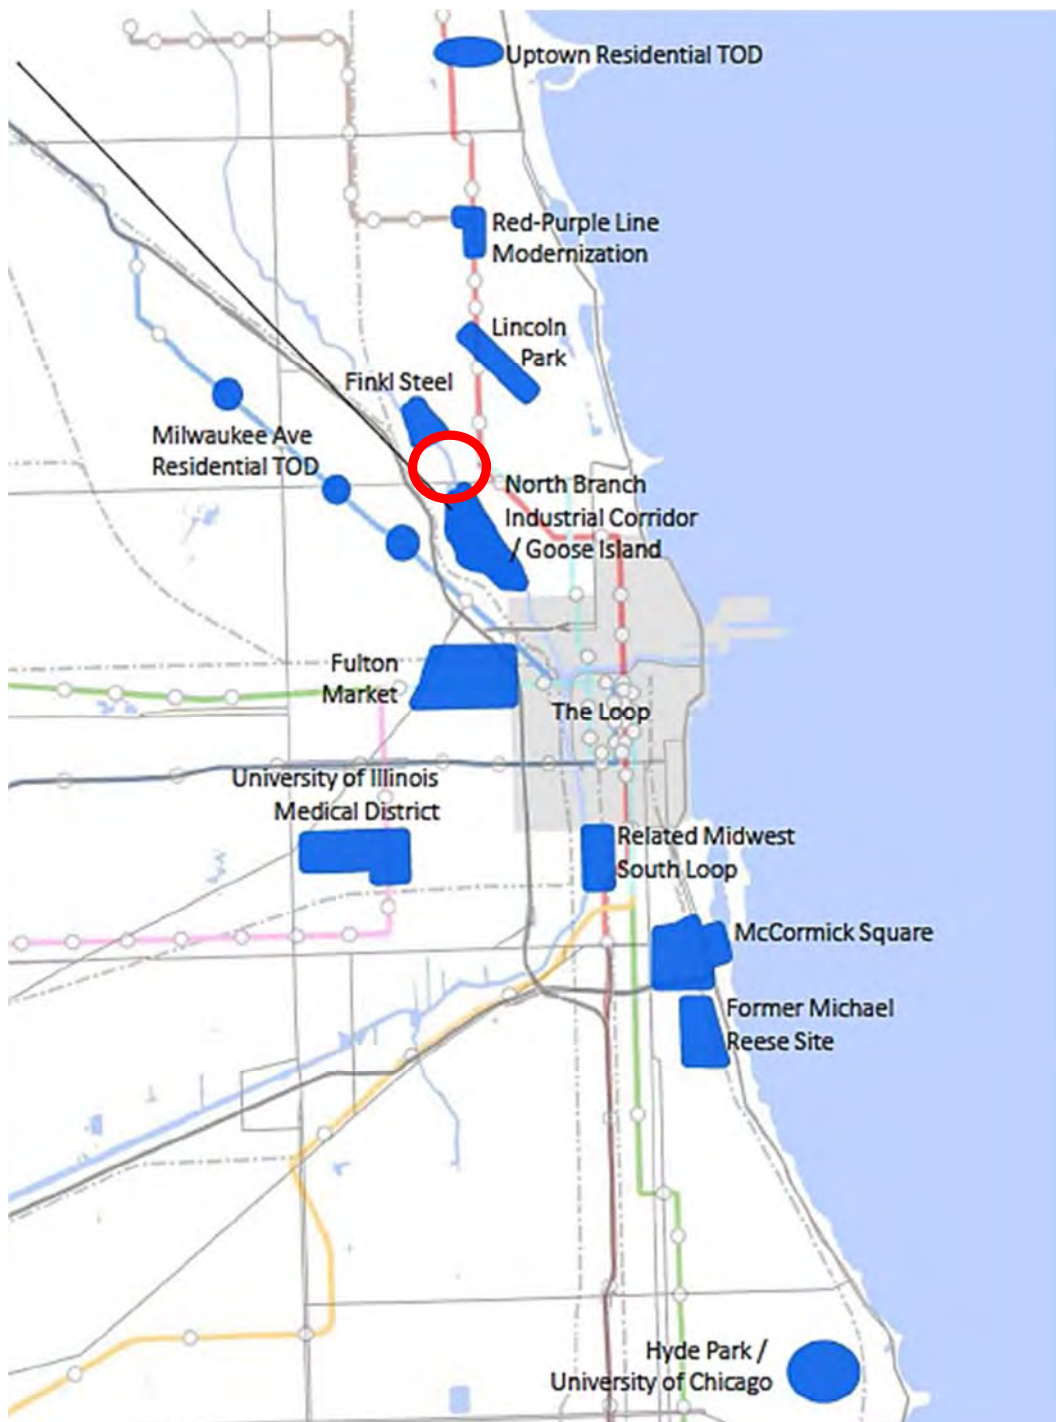 Uptown Residential TOD
Red-Purple Line
Modernization
Lincoln
Park
Finkl Steel
Milwaukee Ave
Residential TOD
North Branch
Industrial Corridor
/ Goose Island
Fulton
Market
The Loop
University of Illinois
Medical District
Related Midwest
South Loop
McCormick Square
Former Michael
Reese Site
Hyde Park /
University of Chicago